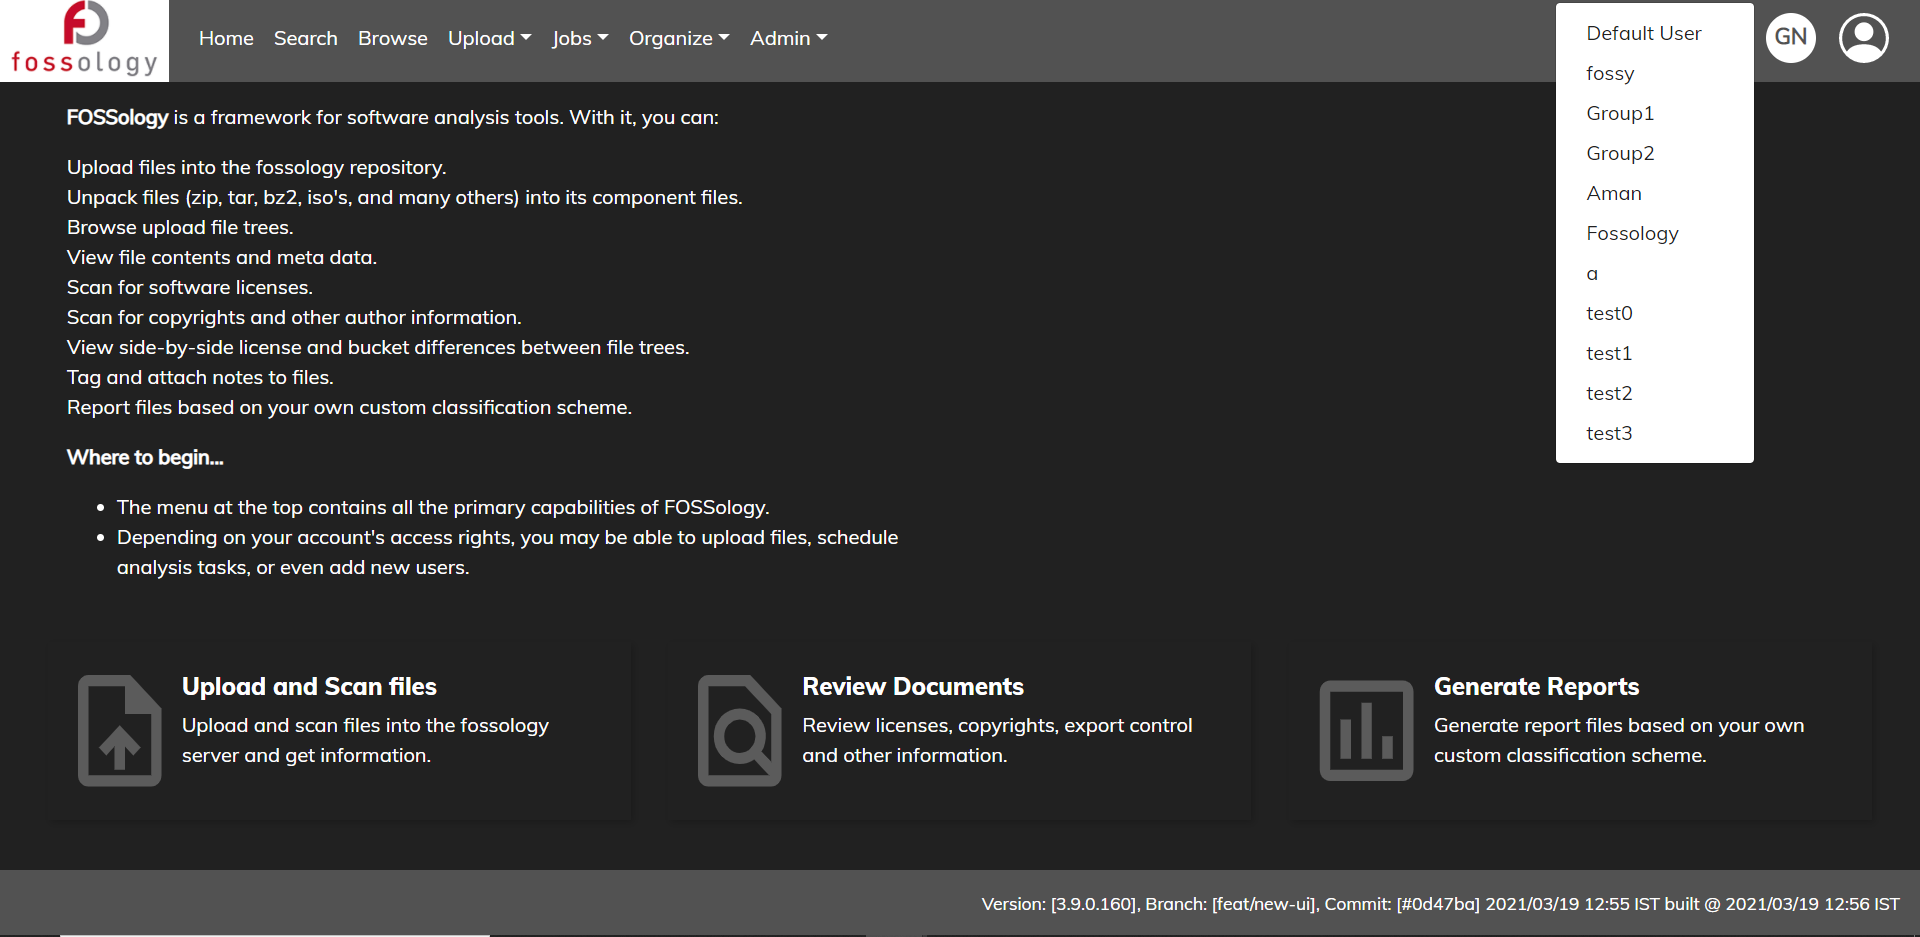 fossology
Home Search Browse Upload Jobs Organize Admin
GN
Default User
fossy
Group1
Group2
Aman
Fossology
a
test0
test1
test2
test3
FOSSology is a framework for software analysis tools. With it, you can:
Upload files into the fossology repository.
Unpack files (zip, tar, bz2, iso's, and many others) into its component files.
Browse upload file trees.
View file contents and meta data.
Scan for software licenses.
Scan for copyrights and other author information.
View side-by-side license and bucket differences between file trees.
Tag and attach notes to files.
Report files based on your own custom classification scheme.
Where to begin...
• The menu at the top contains all the primary capabilities of FOSSology.
• Depending on your account's access rights, you may be able to upload files, schedule
analysis tasks, or even add new users.
Upload and Scan files
Upload and scan files into the fossology
server and get information.
Review Documents
Review licenses, copyrights, export control
and other information.
Generate Reports
Generate report files based on your own
custom classification scheme.
Version: [3.9.0.160], Branch: [feat/new-ui], Commit: [#0d47ba] 2021/03/19 12:55 IST built @ 2021/03/19 12:56 IST